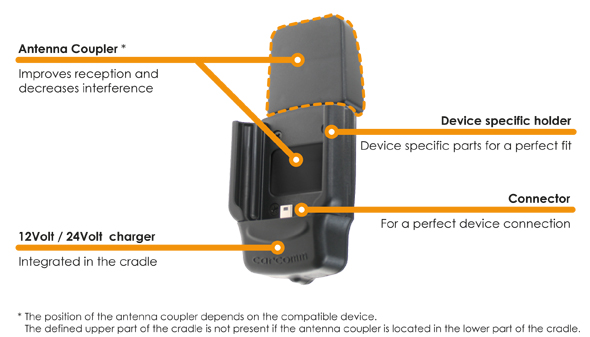 Antenna Coupler *
Improves reception and
decreases interference
Device specific holder
Device specific parts for a perfect fit
Connector
For a perfect device connection
12Volt / 24Volt charger
Integrated in the cradle
carcomm
* The position of the antenna coupler depends on the compatible device.
The defined upper part of the cradle is not present if the antenna coupler is located in the lower part of the cradle.